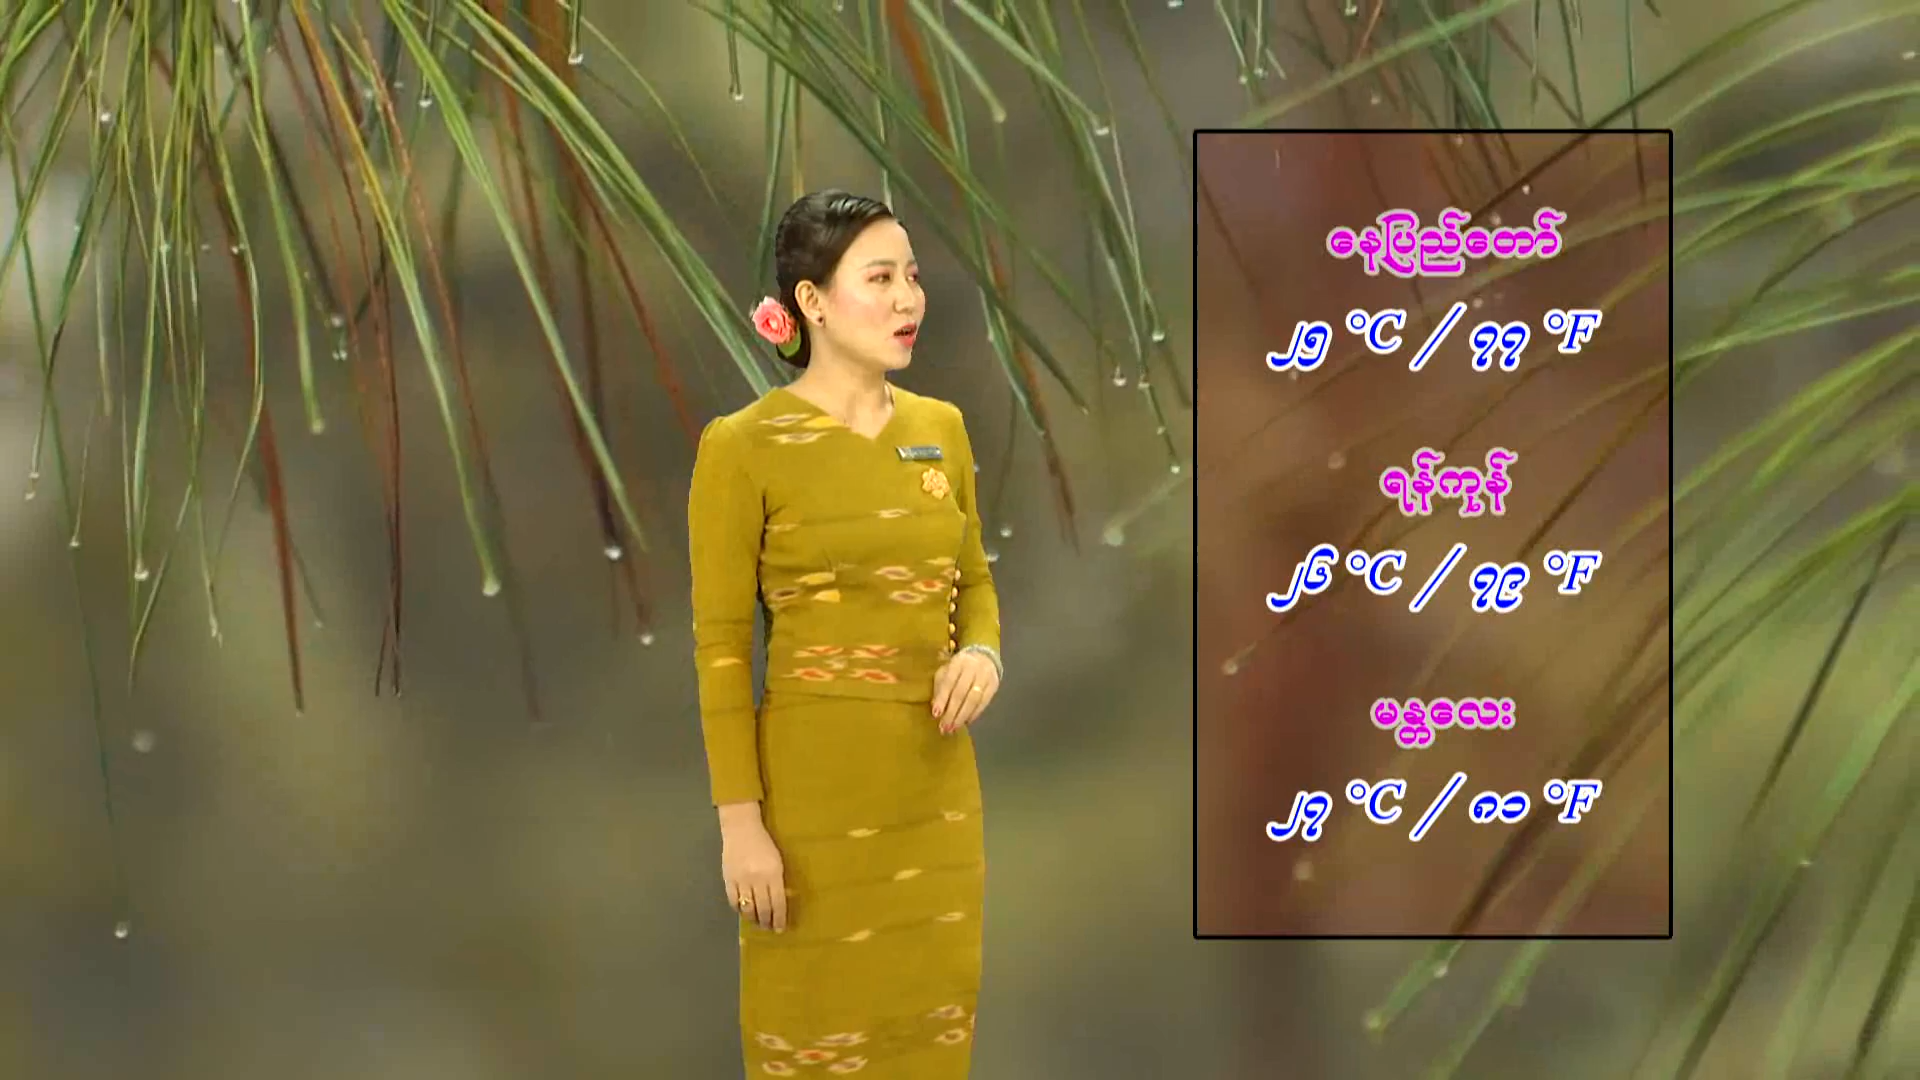 နေပြည်တော်
၂၅ °C / ၇၇ °F
ရန်ကုန်
၂၆ °C / ၇၉ °F
မန္တလေး
၂၇ °C / ၈၁ °F